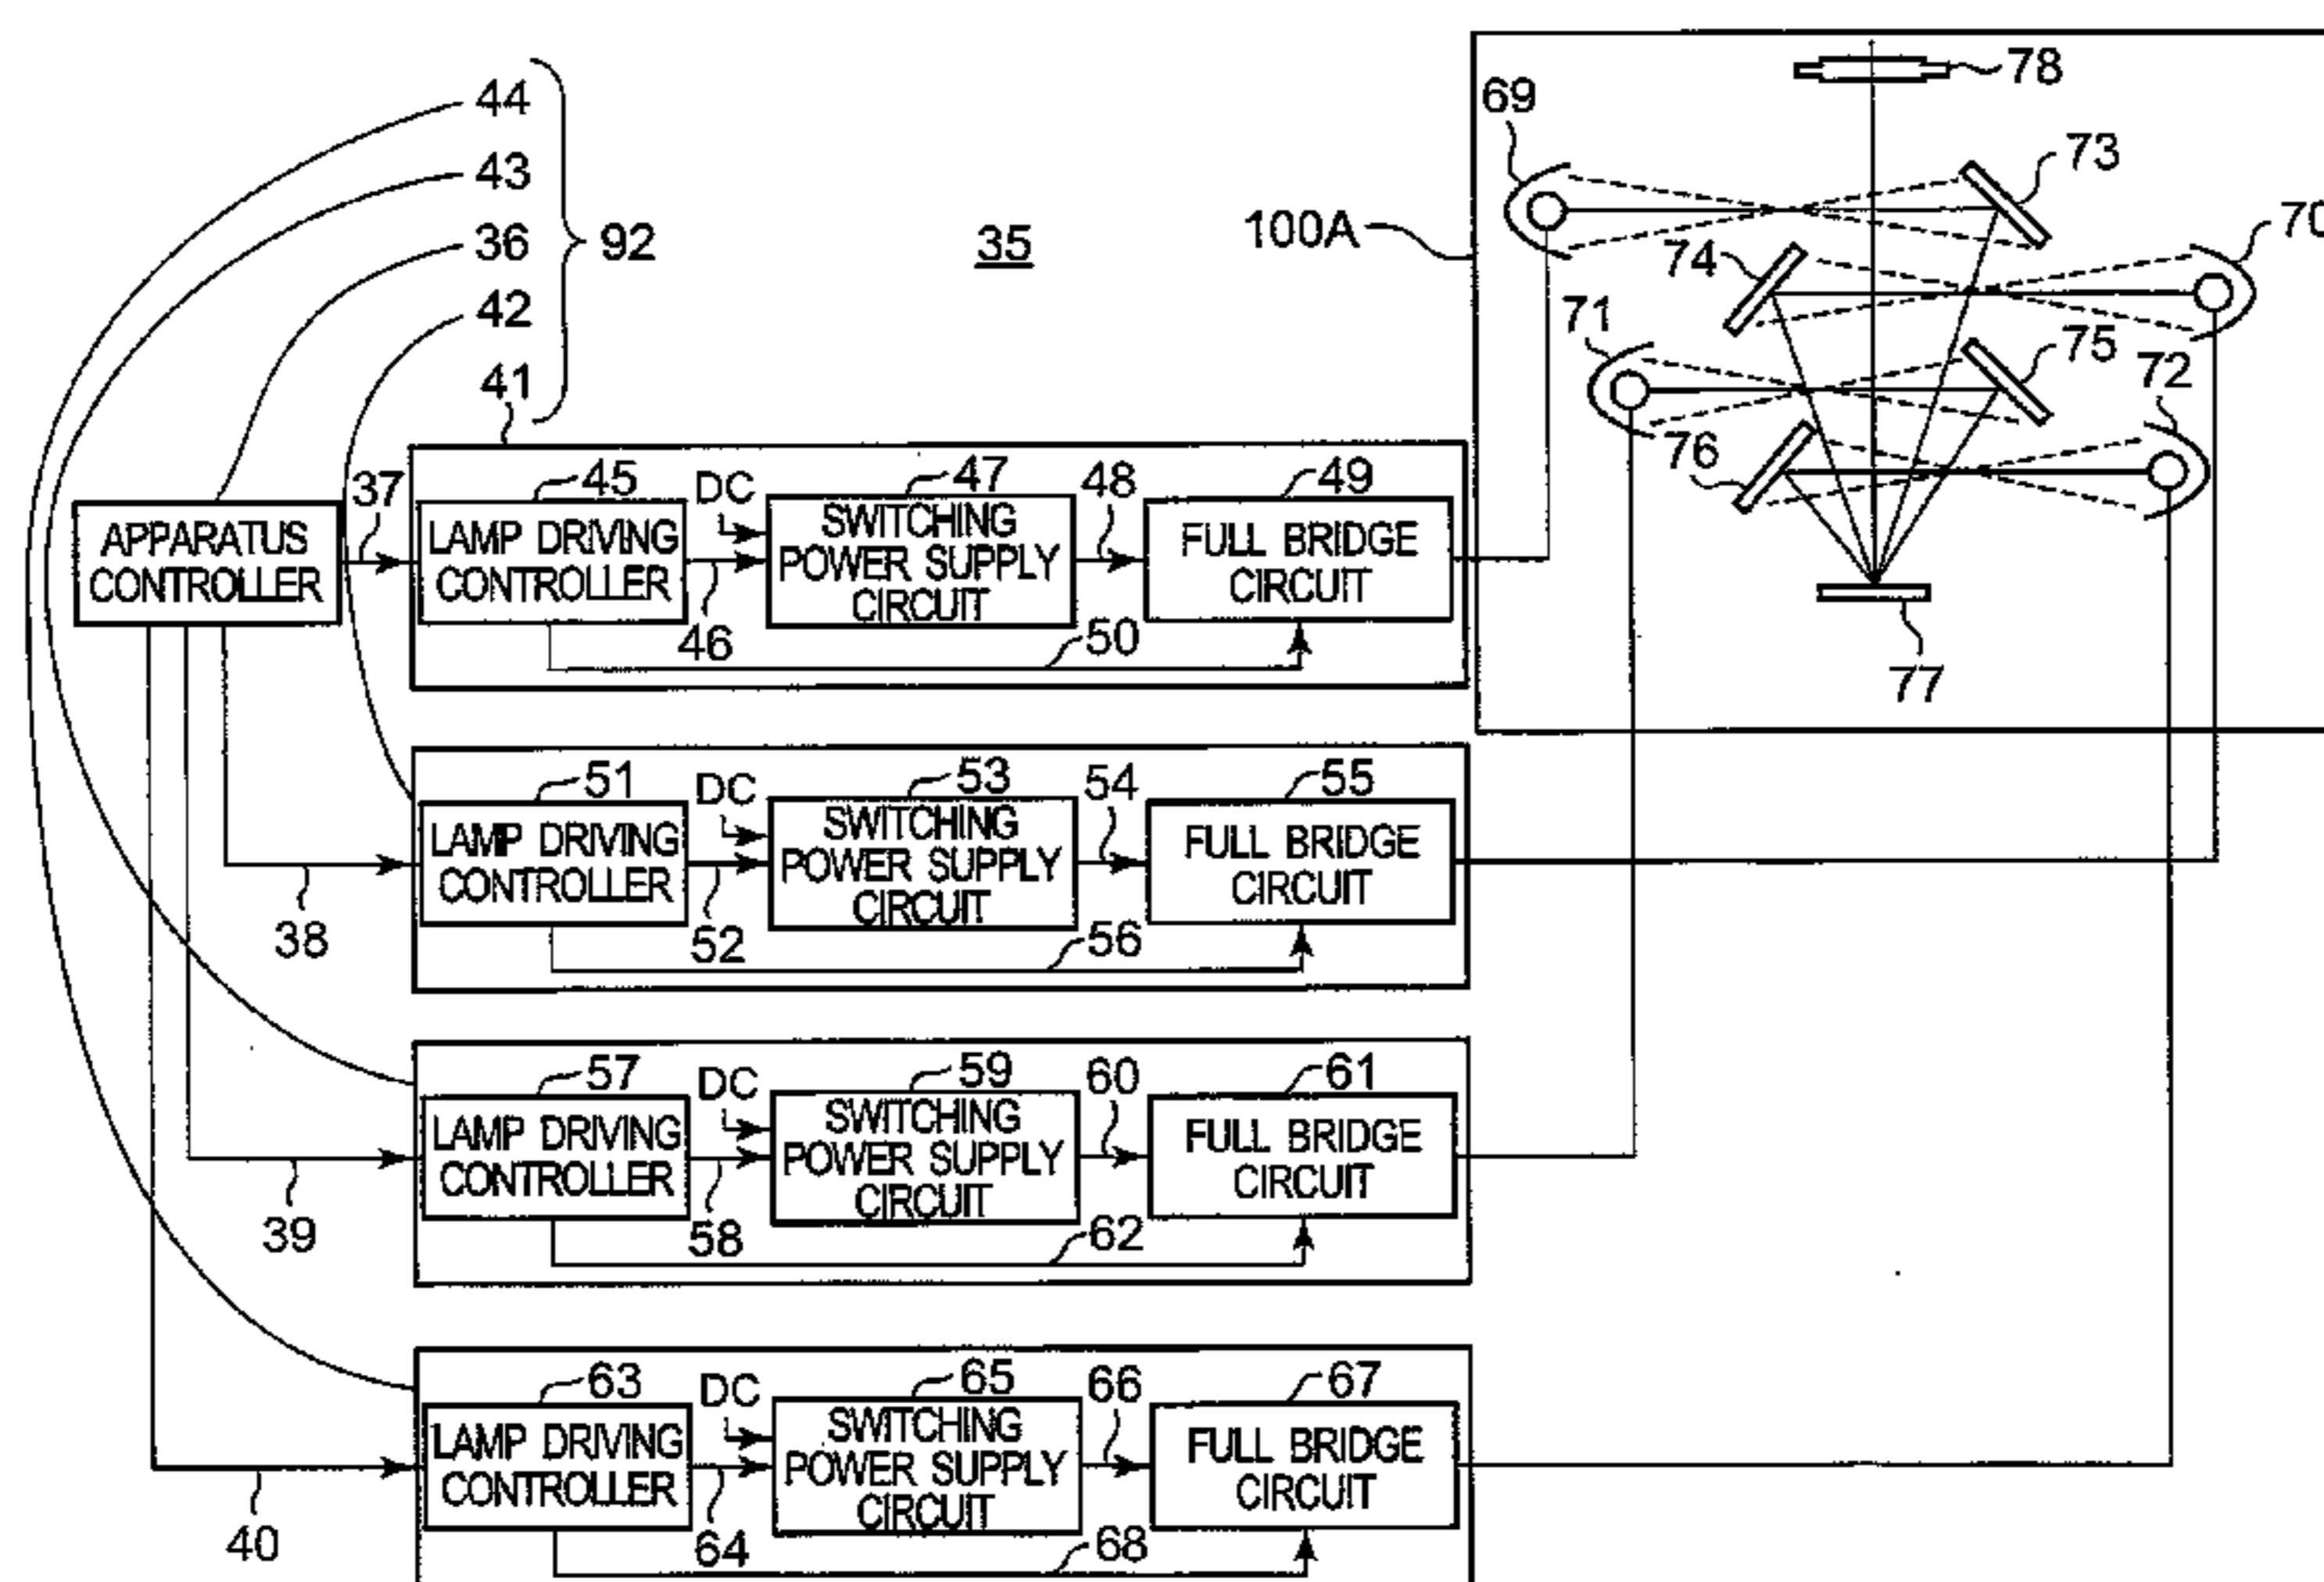 44
43
36
42
41
92
35
100A
78
69
73
74
70
71
75
72
76
77
37
45
DC
47
48
49
APPARATUS
CONTROLLER
LAMP DRIVING
CONTROLLER
SWITCHING
POWER SUPPLY
CIRCUIT
FULL BRIDGE
CIRCUIT
46
50
51
DC
53
54
55
LAMP DRIVING
CONTROLLER
SWITCHING
POWER SUPPLY
CIRCUIT
FULL BRIDGE
CIRCUIT
38
52
56
57
DC
59
60
61
LAMP DRIVING
CONTROLLER
SWITCHING
POWER SUPPLY
CIRCUIT
FULL BRIDGE
CIRCUIT
39
58
62
63
DC
65
66
67
LAMP DRIVING
CONTROLLER
SWITCHING
POWER SUPPLY
CIRCUIT
FULL BRIDGE
CIRCUIT
40
64
68